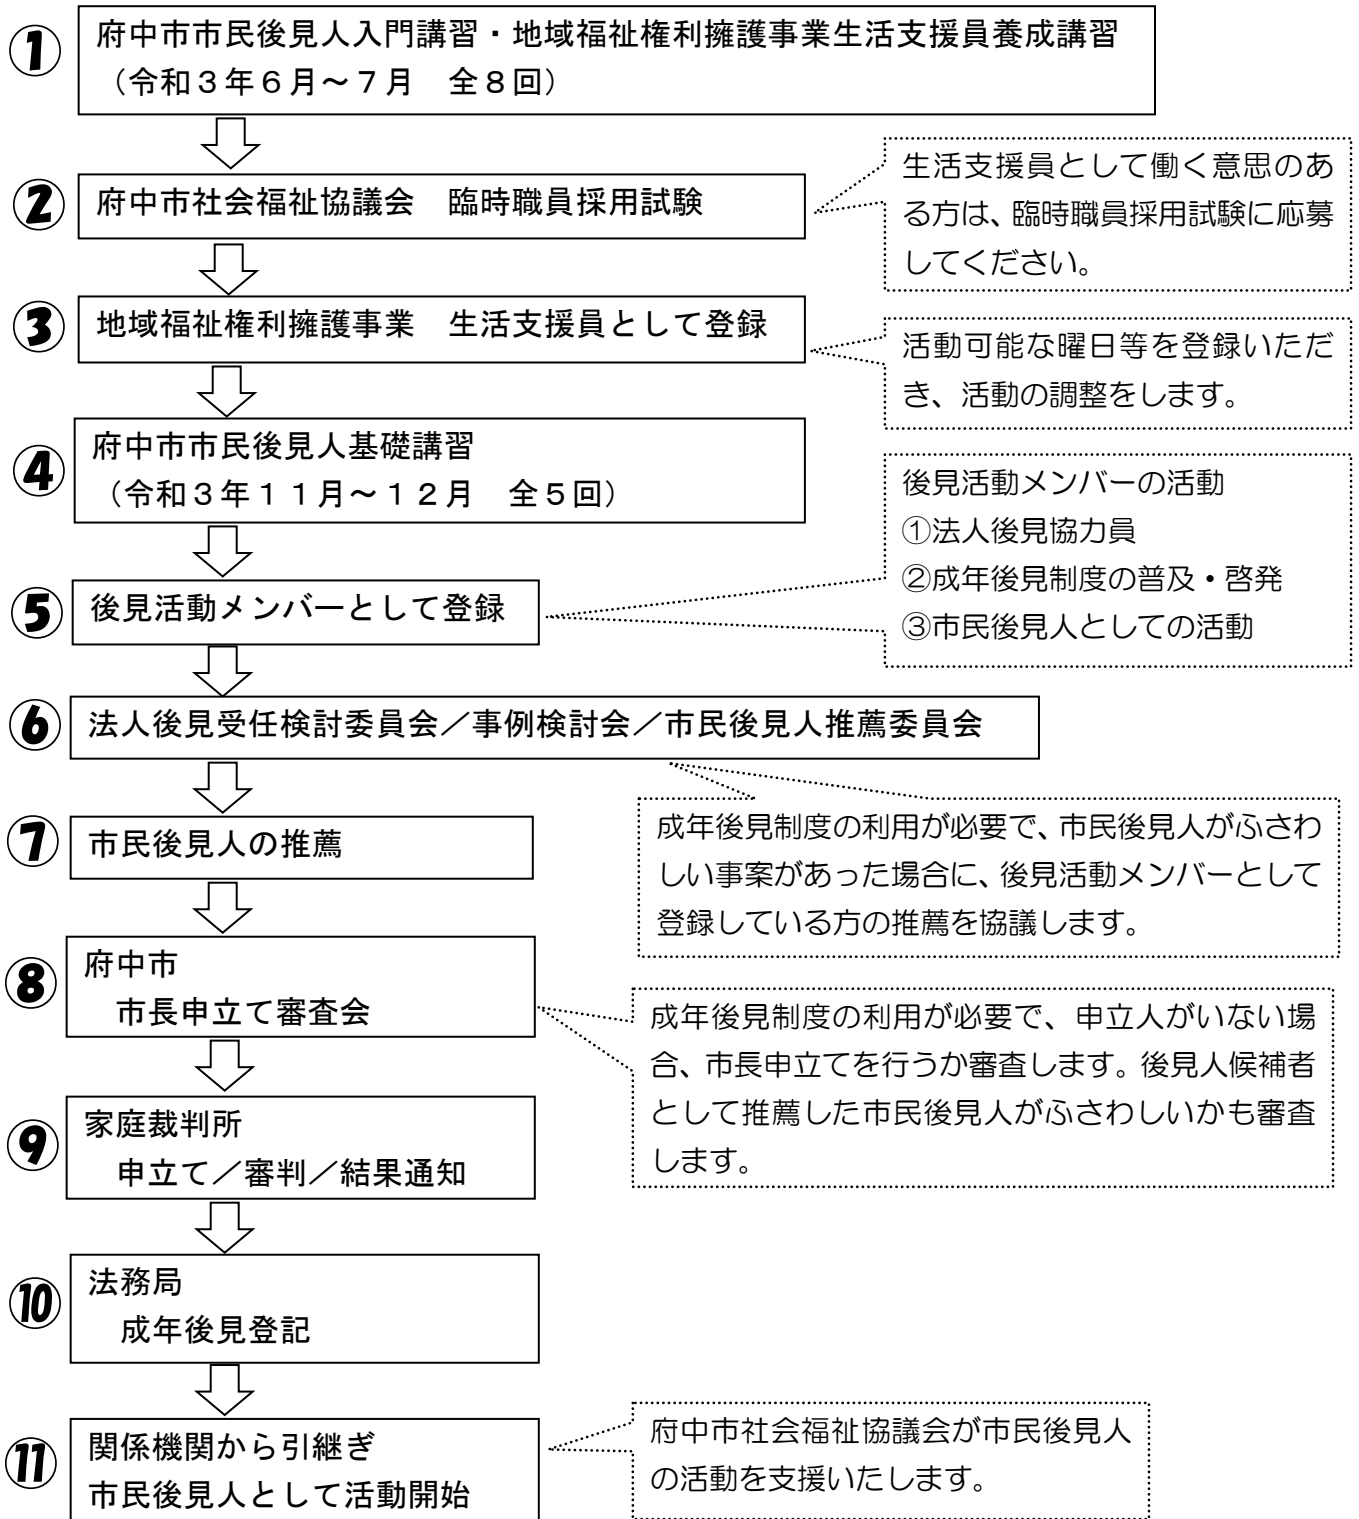 ①
府中市市民後見人入門講習・地域福祉権利擁護事業生活支援員養成講習
（令和３年６月～７月　全８回）
②
府中市社会福祉協議会　臨時職員採用試験
生活支援員として働く意思のあ
る方は、臨時職員採用試験に応募
してください。
③
地域福祉権利擁護事業　生活支援員として登録
活動可能な曜日等を登録いただ
き、活動の調整をします。
④
府中市市民後見人基礎講習
（令和３年１１月～１２月　全５回）
⑤
後見活動メンバーとして登録
後見活動メンバーの活動
①法人後見協力員
②成年後見制度の普及・啓発
③市民後見人としての活動
⑥
法人後見受任検討委員会／事例検討会／市民後見人推薦委員会
成年後見制度の利用が必要で、市民後見人がふさわ
しい事案があった場合に、後見活動メンバーとして
登録している方の推薦を協議します。
⑦
市民後見人の推薦
⑧
府中市
市長申立て審査会
成年後見制度の利用が必要で、申立人がいない場
合、市長申立てを行うか審査します。後見人候補者
として推薦した市民後見人がふさわしいかも審査
します。
⑨
家庭裁判所
申立て／審判／結果通知
⑩
法務局
成年後見登記
⑪
関係機関から引継ぎ
市民後見人として活動開始
府中市社会福祉協議会が市民後見人
の活動を支援いたします。